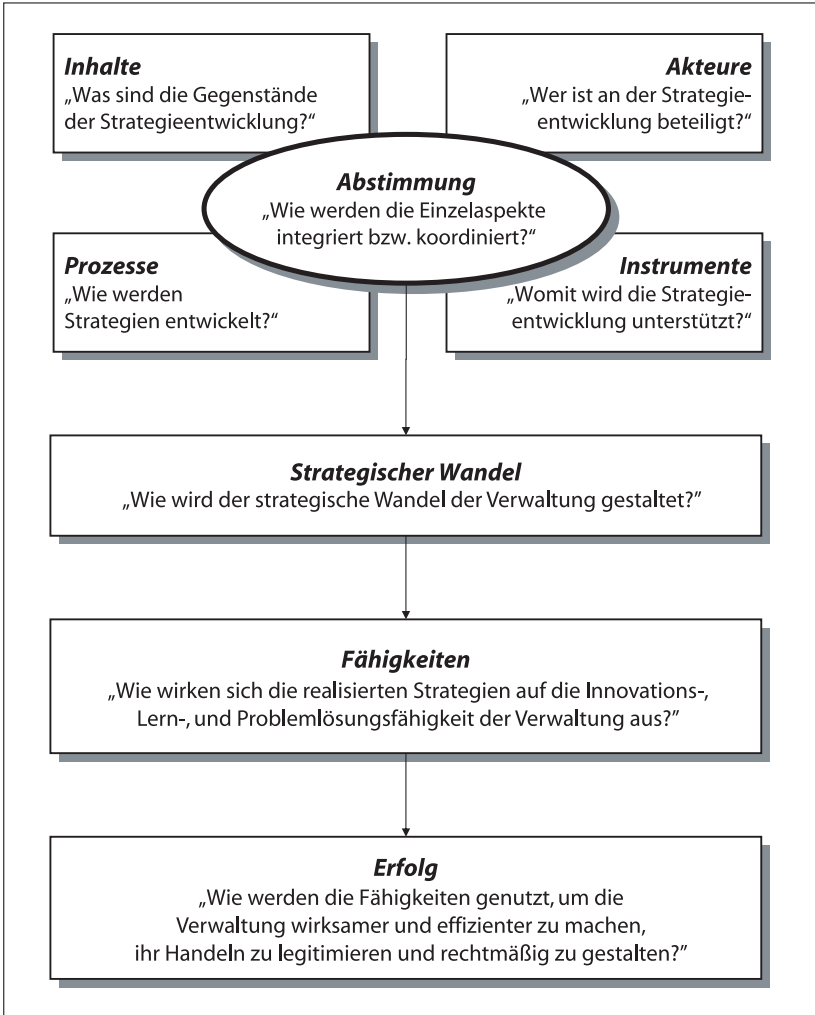 Inhalte
„Was sind die Gegenstände
der Strategieentwicklung?“
Akteure
„Wer ist an der Strategie-
entwicklung beteiligt?“
Abstimmung
„Wie werden die Einzelaspekte
integriert bzw. koordiniert?“
Prozesse
„Wie werden
Strategien entwickelt?“
Instrumente
„Womit wird die Strategie-
entwicklung unterstützt?“
Strategischer Wandel
„Wie wird der strategische Wandel der Verwaltung gestaltet?”
Fähigkeiten
„Wie wirken sich die realisierten Strategien auf die Innovations-,
Lern-, und Problemlösungsfähigkeit der Verwaltung aus?”
Erfolg
„Wie werden die Fähigkeiten genutzt, um die
Verwaltung wirksamer und effizienter zu machen,
ihr Handeln zu legitimieren und rechtmäßig zu gestalten?”